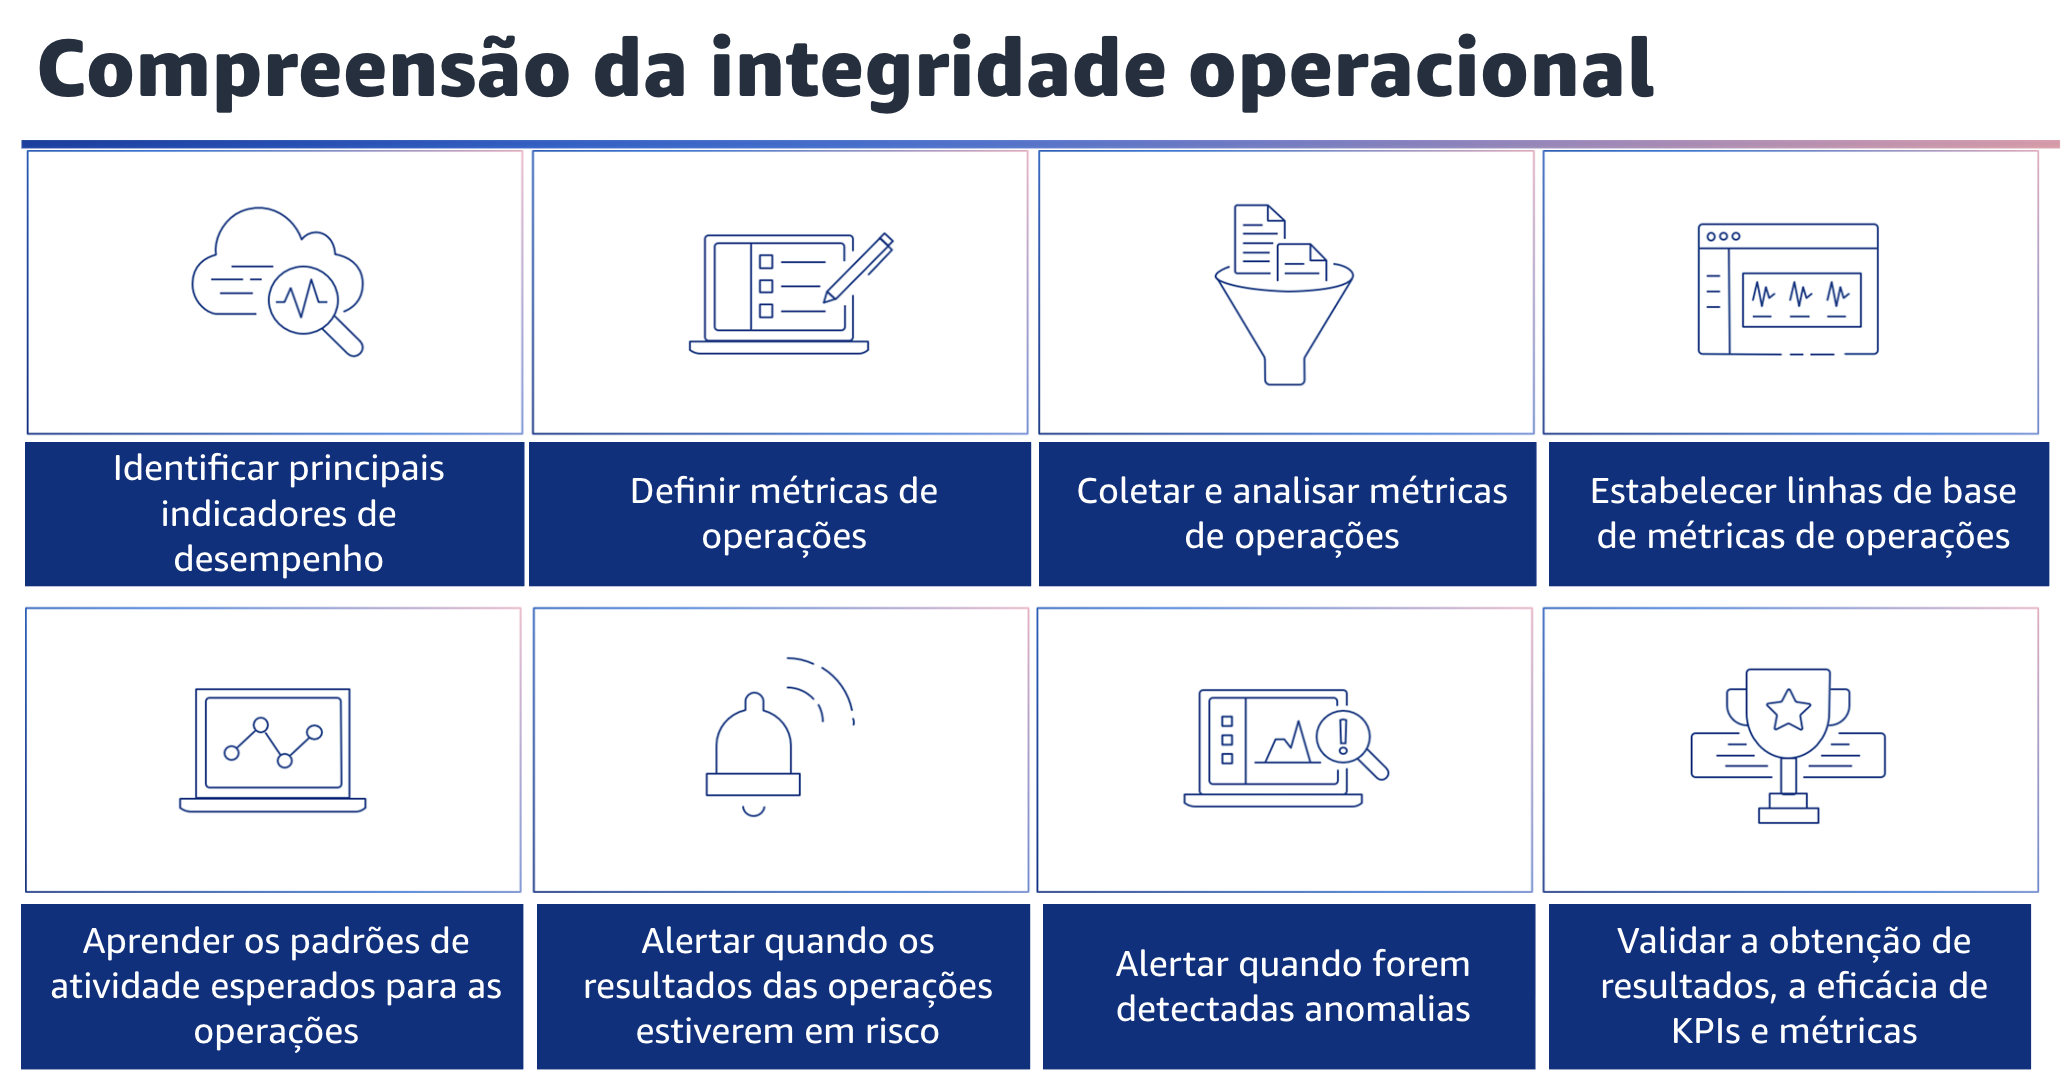 Compreensão da integridade operacional
Identificar principais
indicadores de
desempenho
Definir métricas de
operações
Coletar e analisar métricas
de operações
Estabelecer linhas de base
de métricas de operações
Aprender os padrões de
atividade esperados para as
operações
Alertar quando os
resultados das operações
estiverem em risco
Alertar quando forem
detectadas anomalias
Validar a obtenção de
resultados, a eficácia de
KPIs e métricas